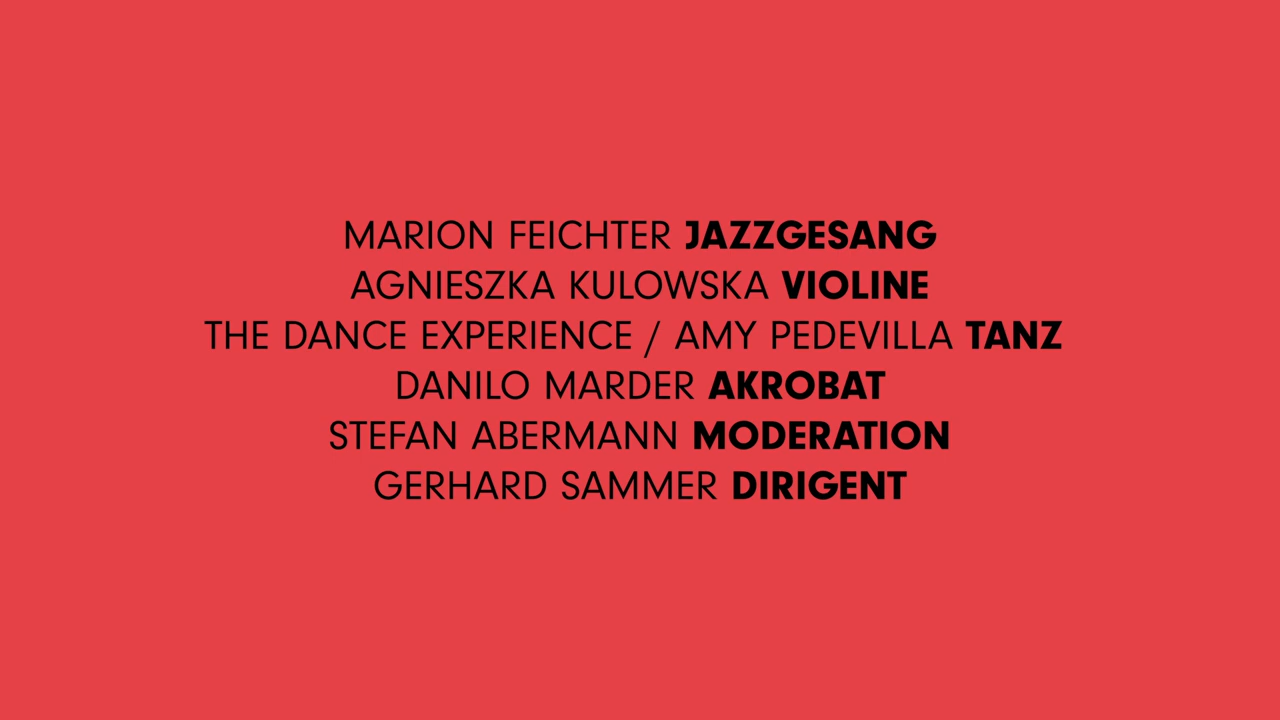 MARION FEICHTER JAZZGESANG
AGNIESZKA KULOWSKA VIOLINE
THE DANCE EXPERIENCE / AMY PEDEVILLA TANZ
DANILO MARDER AKROBAT
STEFAN ABERMANN MODERATION
GERHARD SAMMER DIRIGENT